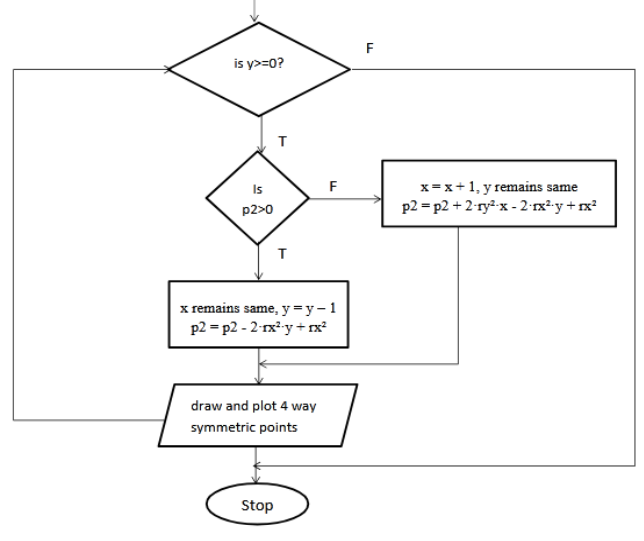 is y>=0?
F
T
Is
p2>0
F
x = x + 1, y remains same
p2 = p2 + 2·ry²·x - 2·rx²·y + rx²
T
x remains same, y = y – 1
p2 = p2 - 2·rx²·y + rx²
draw and plot 4 way
symmetric points
Stop